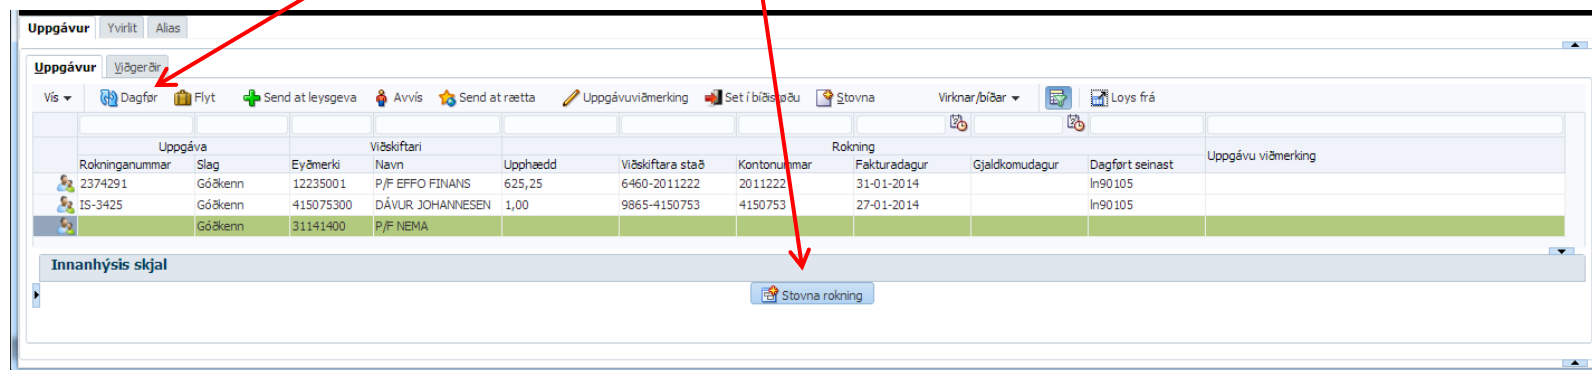 Uppgávur Yvirlit Alias
Uppgávur Viðgerðir
Vís Dagfør Flyt Send at leysgeva Avvís Send at rætta Uppgávuviðmerking Set í bíðistøðu Stovna Virknar/bíðar Loys frá
Uppgáva Viðskiftari Rokning Uppgávu viðmerking
Rokninganummar Slag Eyðmerki Navn Upphædd Viðskiftara stað Kontonummar Fakturadagur Gjaldkomudagur Dagført seinast
2374291 Góðkenn 12235001 P/F EFFO FINANS 625,25 6460-2011222 2011222 31-01-2014 ln90105
IS-3425 Góðkenn 415075300 DÁVUR JOHANNESEN 1,00 9865-4150753 4150753 27-01-2014 ln90105
Góðkenn 31141400 P/F NEMA
Innanhýsis skjal
Stovna rokning